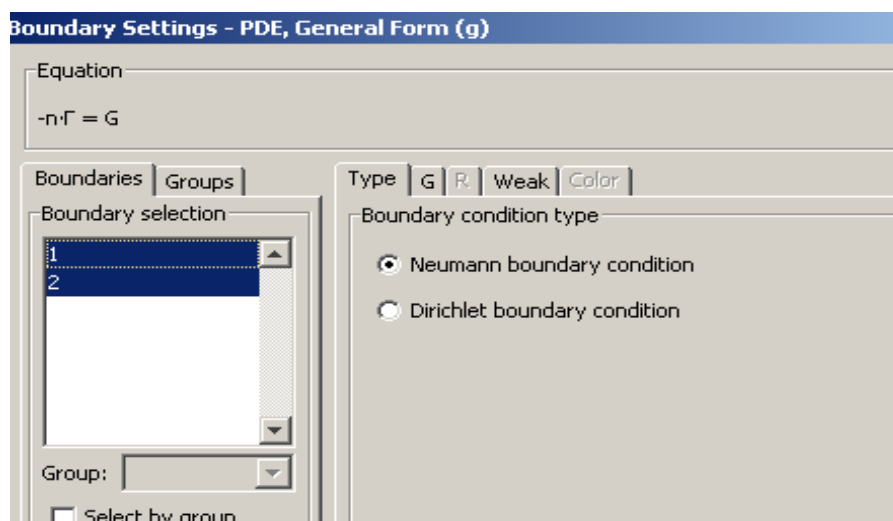 Boundary Settings - PDE, General Form (g)
Equation
-n·Γ = G
Boundaries Groups
Type G R Weak Color
Boundary selection
Boundary condition type
1
2
Neumann boundary condition
Dirichlet boundary condition
Group:
Select by group